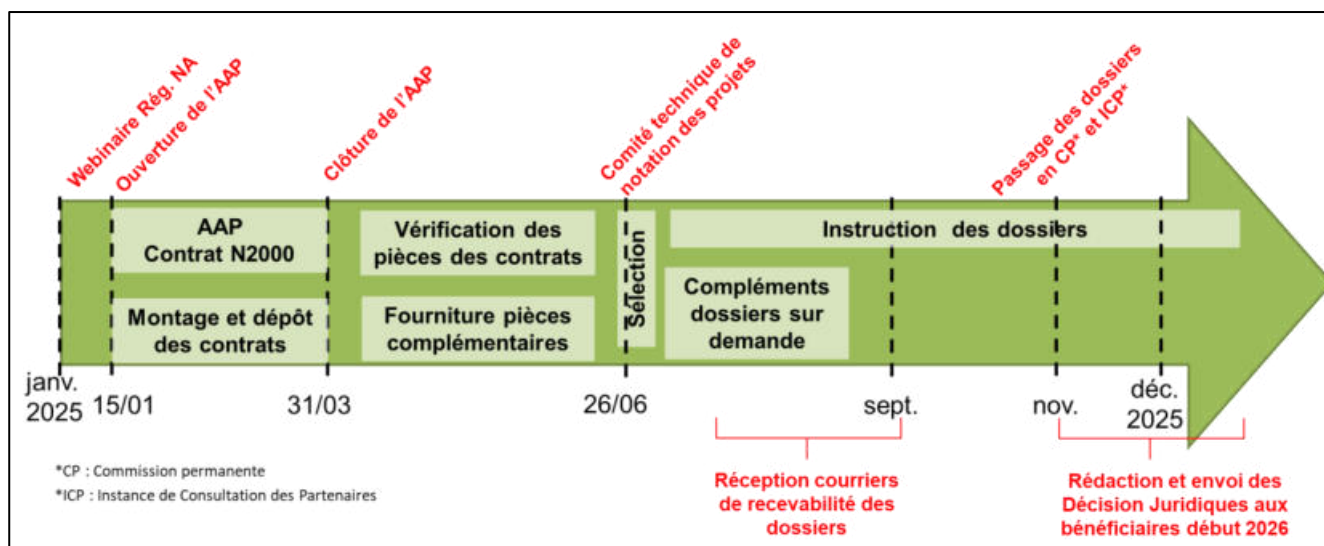 Webinaire Rég. NA
Ouverture de l'AAP
Clôture de l'AAP
Comité technique de
notation des projets
Passage des dossiers
en CP* et ICP*
AAP
Contrat N2000
Vérification des
pièces des contrats
Sélection
Instruction des dossiers
Montage et dépôt
des contrats
Fourniture pièces
complémentaires
Compléments
dossiers sur
demande
janv.
2025
15/01
31/03
26/06
sept.
nov.
déc.
2025
*CP : Commission permanente
*ICP : Instance de Consultation des Partenaires
Réception courriers
de recevabilité des
dossiers
Rédaction et envoi des
Décision Juridiques aux
bénéficiaires début 2026